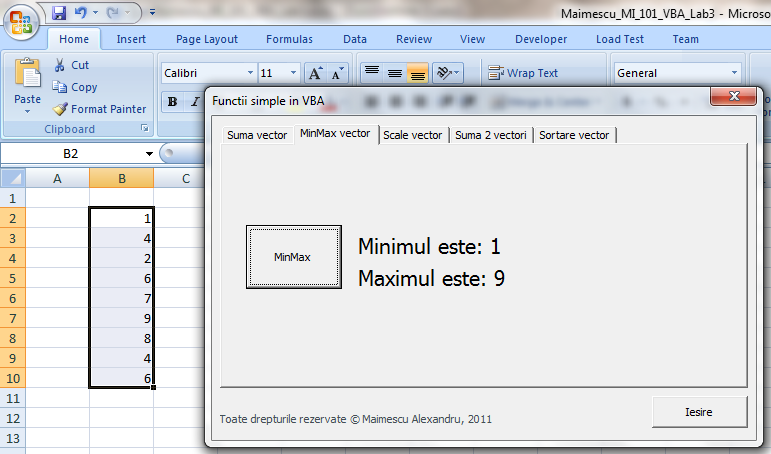 Maimescu_MI_101_VBA_Lab3 - Microso
Home Insert Page Layout Formulas Data Review View Developer Load Test Team
Paste
Cut
Copy
Format Painter
Clipboard
Calibri 11 A A Wrap Text General
B I
B2
Functii simple in VBA
Suma vector MinMax vector Scale vector Suma 2 vectori Sortare vector
MinMax
Minimul este: 1
Maximul este: 9
Toate drepturile rezervate © Maimescu Alexandru, 2011
Iesire
A B C
1
2 1
3 4
4 2
5 6
6 7
7 9
8 8
9 4
10 6
11
12
13